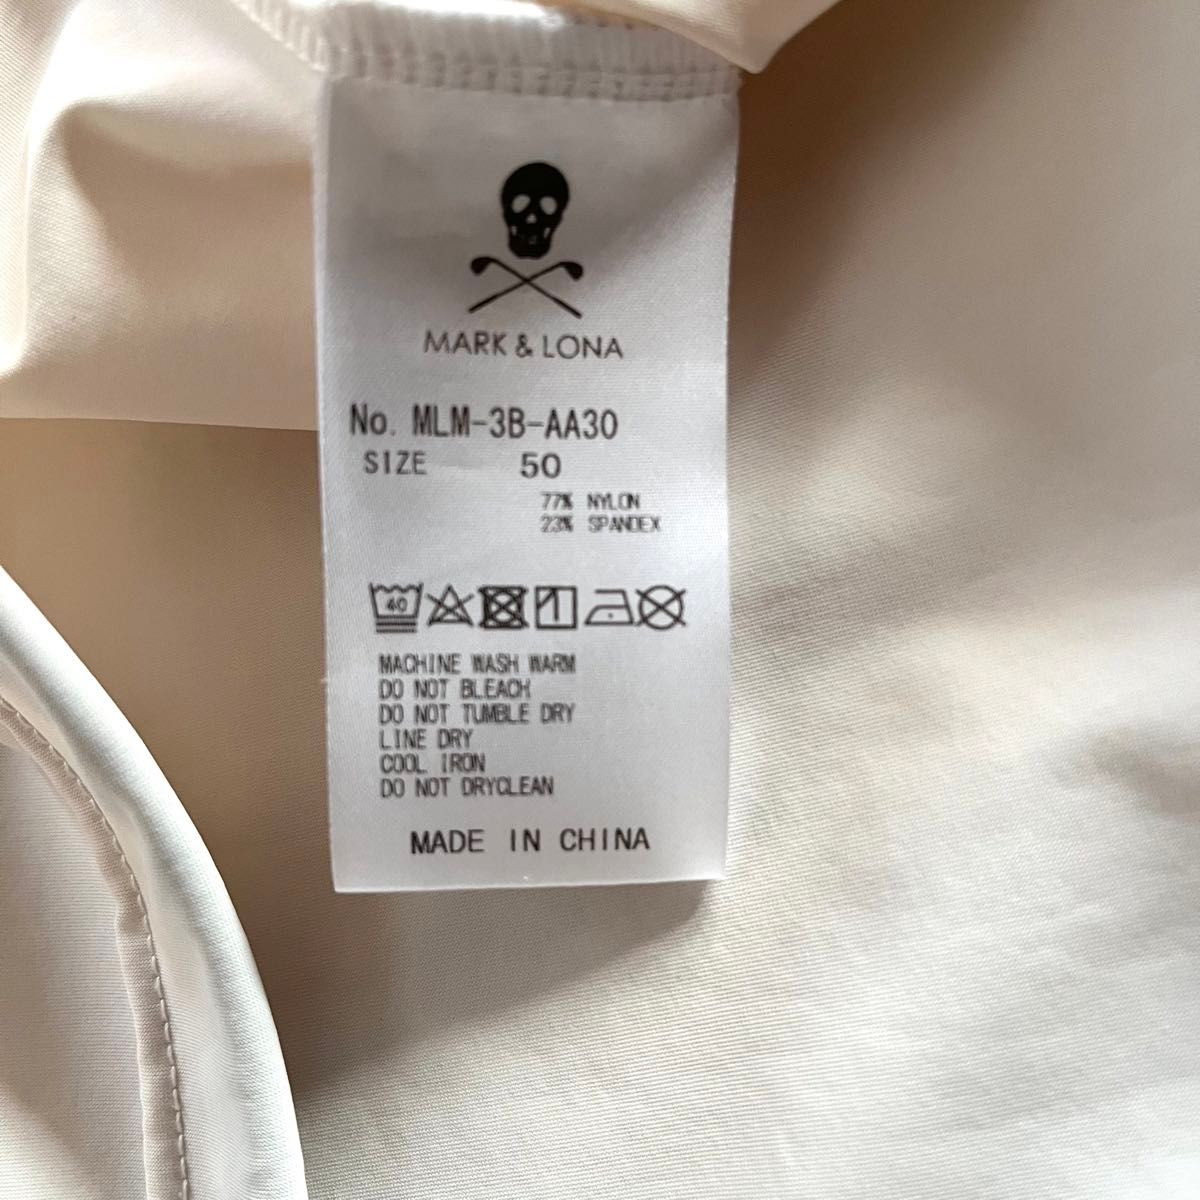 MARK & LONA
No. MLM-3B-AA30
SIZE 50
77% NYLON
23% SPANDEX
40
MACHINE WASH WARM
DO NOT BLEACH
DO NOT TUMBLE DRY
LINE DRY
COOL IRON
DO NOT DRYCLEAN
MADE IN CHINA